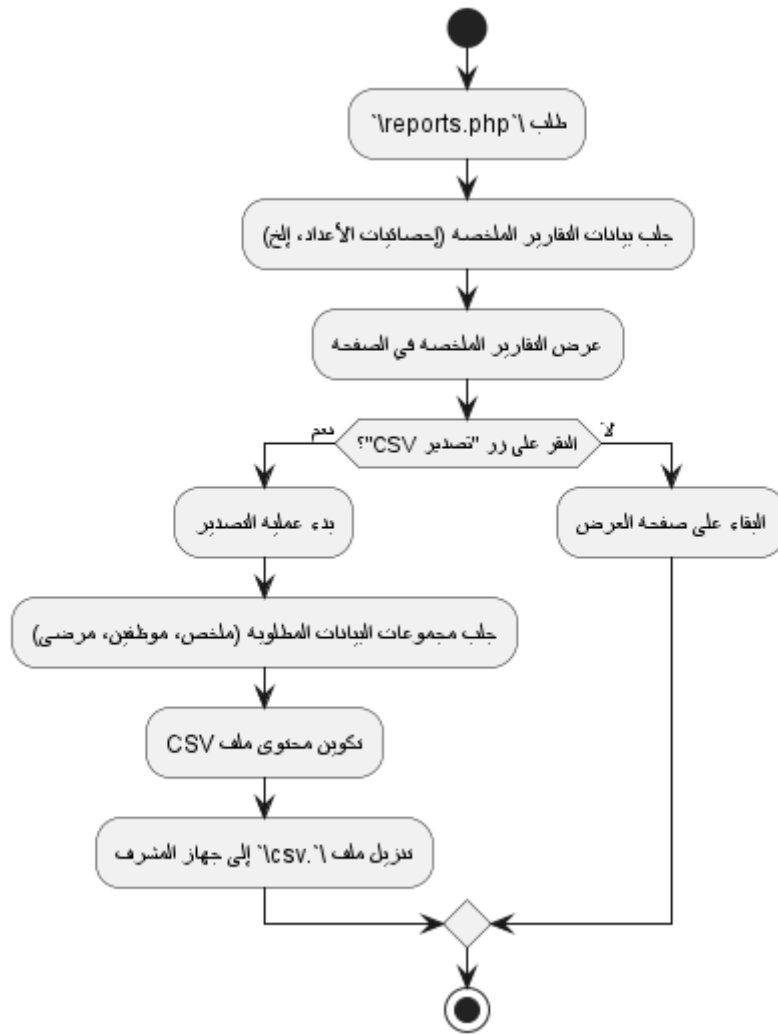 طلب \`reports.php\`
جلب بيانات التقارير الملخصة (إحصائيات الأعداد، إلخ)
عرض التقارير الملخصة في الصفحة
النقر على زر "تصدير CSV"؟
نعم
لا
بدء عملية التصدير
البقاء على صفحة العرض
جلب مجموعات البيانات المطلوبة (ملخص، موظفين، مرضى)
تكوين محتوى ملف CSV
تنزيل ملف \`.csv\` إلى جهاز المشرف